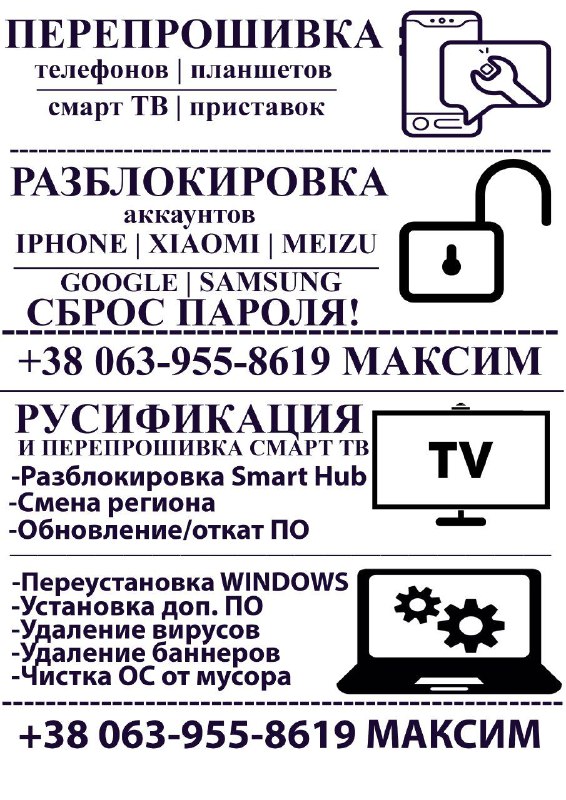 ПЕРЕПРОШИВКА
телефонов | планшетов
смарт ТВ | приставок
РАЗБЛОКИРОВКА
аккаунтов
IPHONE | XIAOMI | MEIZU
GOOGLE | SAMSUNG
СБРОС ПАРОЛЯ!
+38 063-955-8619 МАКСИМ
РУСИФИКАЦИЯ
И ПЕРЕПРОШИВКА СМАРТ ТВ
-Разблокировка Smart Hub
-Смена региона
-Обновление/откат ПО
TV
-Переустановка WINDOWS
-Установка доп. ПО
-Удаление вирусов
-Удаление баннеров
-Чистка ОС от мусора
+38 063-955-8619 МАКСИМ